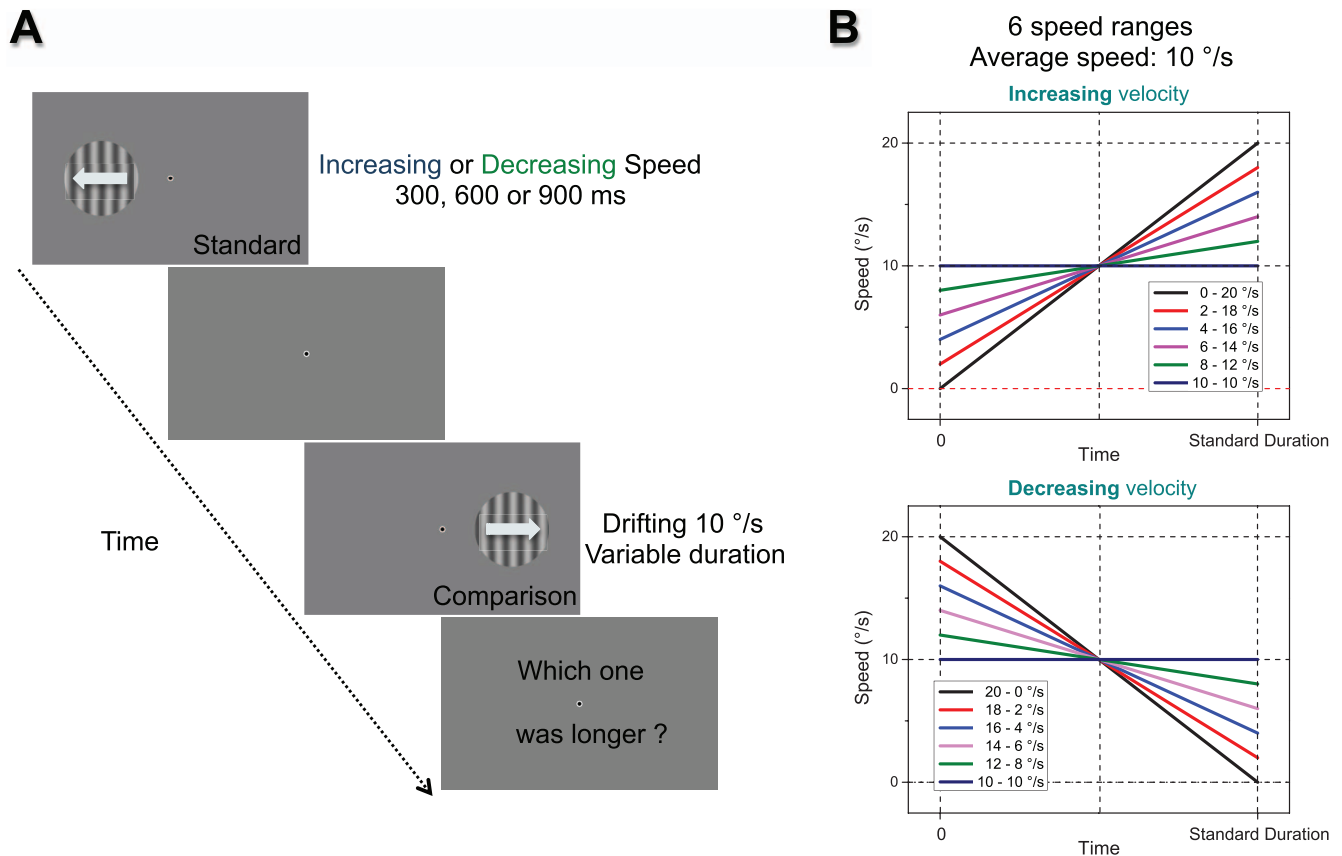 A
Increasing or Decreasing Speed
300, 600 or 900 ms
Standard
Time
Drifting 10 °/s
Variable duration
Comparison
Which one
was longer ?
B
6 speed ranges
Average speed: 10 °/s
Increasing velocity
Speed (°/s)
20
10
0
0 - 20 °/s
2 - 18 °/s
4 - 16 °/s
6 - 14 °/s
8 - 12 °/s
10 - 10 °/s
0
Standard Duration
Time
Decreasing velocity
Speed (°/s)
20
10
0
20 - 0 °/s
18 - 2 °/s
16 - 4 °/s
14 - 6 °/s
12 - 8 °/s
10 - 10 °/s
0
Standard Duration
Time